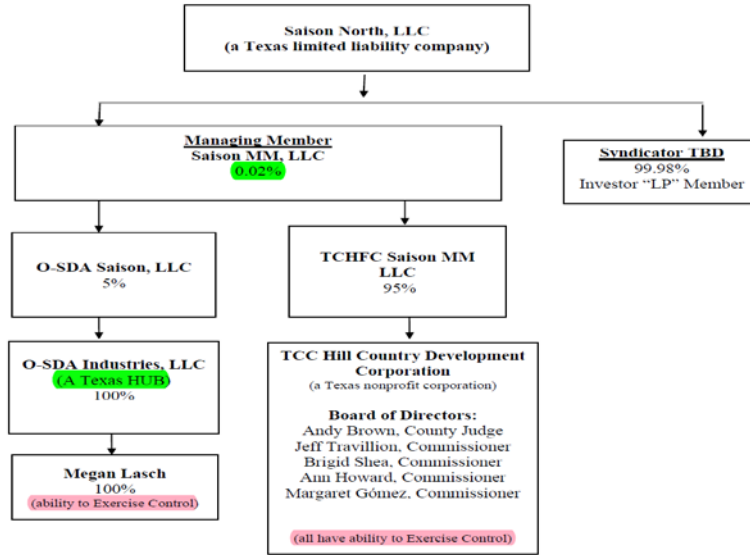 Saison North, LLC
(a Texas limited liability company)
Managing Member
Saison MM, LLC
0.02%
Syndicator TBD
99.98%
Investor “LP” Member
O-SDA Saison, LLC
5%
TCHFC Saison MM
LLC
95%
O-SDA Industries, LLC
(A Texas HUB)
100%
TCC Hill Country Development
Corporation
(a Texas nonprofit corporation)
Board of Directors:
Andy Brown, County Judge
Jeff Travillion, Commissioner
Brigid Shea, Commissioner
Ann Howard, Commissioner
Margaret Gómez, Commissioner
(all have ability to Exercise Control)
Megan Lasch
100%
(ability to Exercise Control)